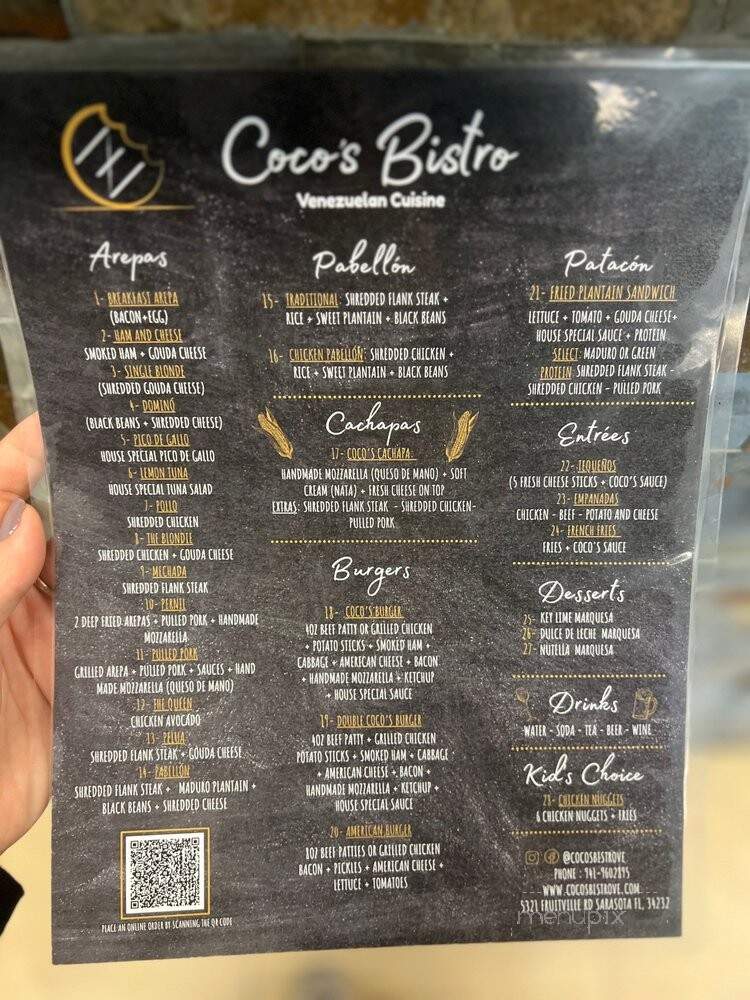 Coco's Bistro
Venezuelan Cuisine
Arepas
1- BREAKFAST AREPA
(BACON+EGG)
2- HAM AND CHEESE
SMOKED HAM + GOUDA CHEESE
3- SINGLE BLONDE
(SHREDDED GOUDA CHEESE)
4- DOMINÓ
(BLACK BEANS + SHREDDED CHEESE)
5- PICO DE GALLO
HOUSE SPECIAL PICO DE GALLO
6- LEMON TUNA
HOUSE SPECIAL TUNA SALAD
7- POLLO
SHREDDED CHICKEN
8- THE BLONDIE
SHREDDED CHICKEN + GOUDA CHEESE
9- MECHADA
SHREDDED FLANK STEAK
10- PERNIL
2 DEEP FRIED AREPAS + PULLED PORK + HANDMADE
MOZZARELLA
11- PULLED PORK
GRILLED AREPA + PULLED PORK + SAUCES + HAND
MADE MOZZARELLA (QUESO DE MANO)
12- THE QUEEN
CHICKEN AVOCADO
13- PELUA
SHREDDED FLANK STEAK + GOUDA CHEESE
14- PABELLÓN
SHREDDED FLANK STEAK + MADURO PLANTAIN +
BLACK BEANS + SHREDDED CHEESE
PLACE AN ONLINE ORDER BY SCANNING THE QR CODE
Pabellón
15- TRADITIONAL: SHREDDED FLANK STEAK +
RICE + SWEET PLANTAIN + BLACK BEANS
16- CHICKEN PABELLÓN: SHREDDED CHICKEN +
RICE + SWEET PLANTAIN + BLACK BEANS
Cachapas
17- COCO'S CACHAPA:
HANDMADE MOZZARELLA (QUESO DE MANO) + SOFT
CREAM (NATA) + FRESH CHEESE ON TOP
EXTRAS: SHREDDED FLANK STEAK - SHREDDED CHICKEN-
PULLED PORK
Burgers
18- COCO'S BURGER
4OZ BEEF PATTY OR GRILLED CHICKEN
+ POTATO STICKS + SMOKED HAM +
CABBAGE + AMERECAN CHEESE + BACON
+ HANDMADE MOZZARELLA + KETCHUP
+ HOUSE SPECIAL SAUCE
19- DOUBLE COCO'S BURGER
4OZ BEEF PATTY + GRILLED CHICKEN
POTATO STICKS + SMOKED HAM + CABBAGE
+ AMERICAN CHEESE + BACON +
HANDMADE MOZZARELLA + KETCHUP +
HOUSE SPECIAL SAUCE
20- AMERICAN BURGER
8OZ BEEF PATTIES OR GRILLED CHICKEN
BACON + PICKLES + AMERICAN CHEESE +
LETTUCE + TOMATOES
Patacón
21- FRIED PLANTAIN SANDWICH
LETTUCE + TOMATO + GOUDA CHEESE+
HOUSE SPECIAL SAUCE + PROTEIN
SELECT: MADURO OR GREEN
PROTEIN: SHREDDED FLANK STEAK -
SHREDDED CHICKEN - PULLED PORK
Entrées
22- TEQUEÑOS
(5 FRESH CHEESE STICKS + COCO'S SAUCE)
23- EMPANADAS
CHICKEN - BEEF - POTATO AND CHEESE
24- FRENCH FRIES
FRIES + COCO'S SAUCE
Desserts
25- KEY LIME MARQUESA
26- DULCE DE LECHE MARQUESA
27- NUTELLA MARQUESA
Drinks
WATER - SODA - TEA - BEER - WINE
Kid's Choice
28- CHICKEN NUGGETS
6 CHICKEN NUGGETS + FRIES
@COCOSBISTROVE
PHONE : 941-9602895
WWW.COCOSBISTROVE.COM
5321 FRUITVILLE RD SARASOTA FL, 34232
menupix